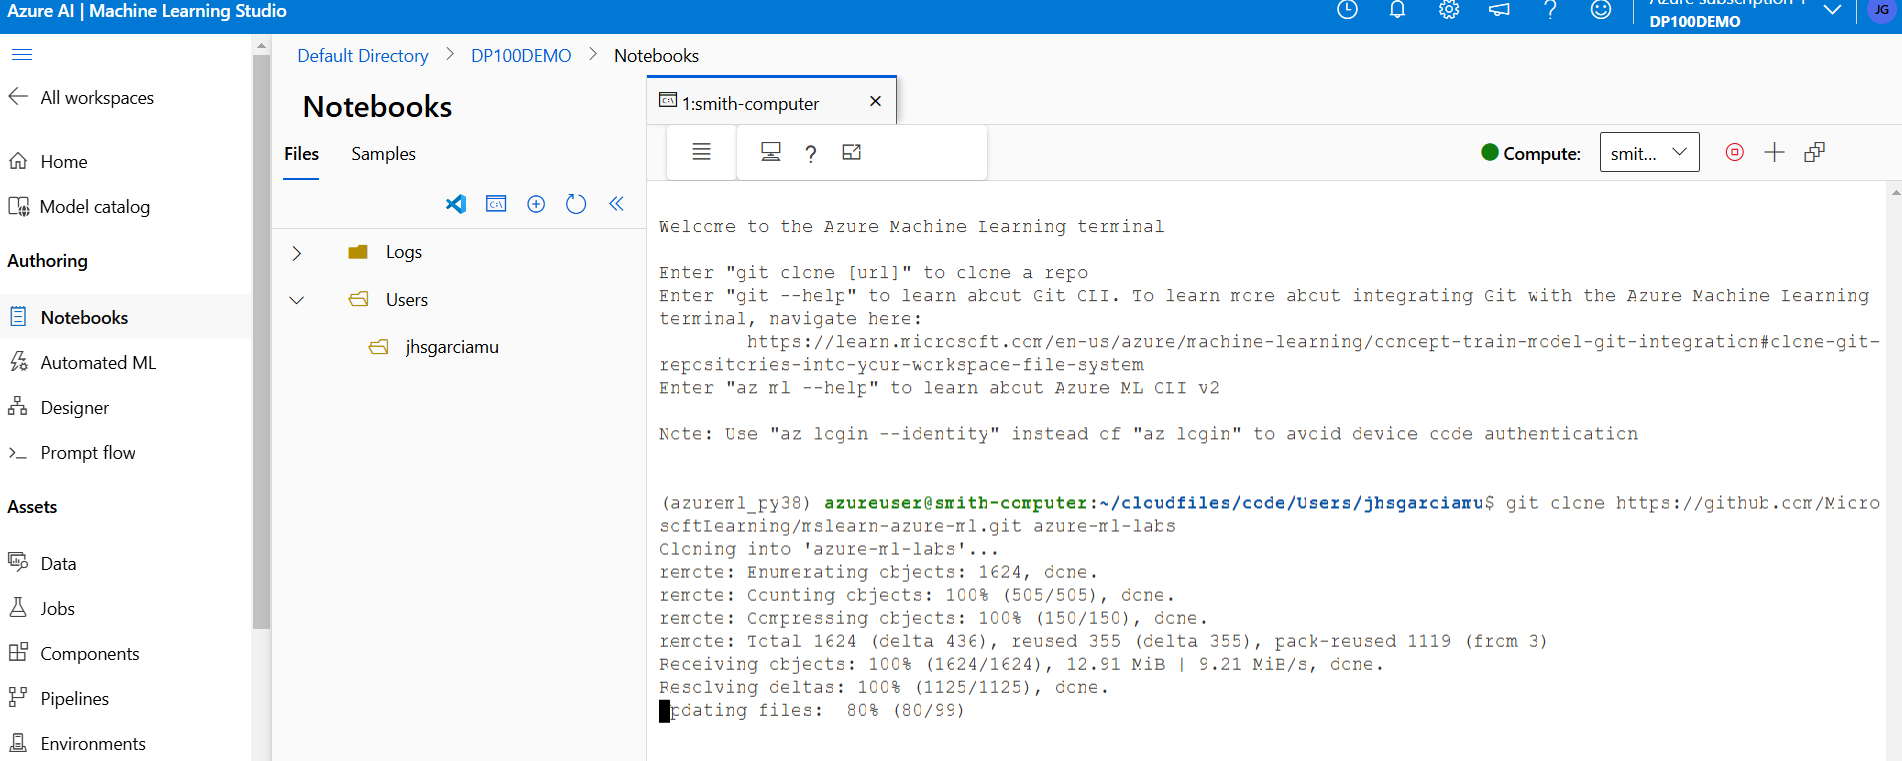 Azure AI | Machine Learning Studio
Azure subscription 1
DP100DEMO
JG
All workspaces
Home
Model catalog
Authoring
Notebooks
Automated ML
Designer
Prompt flow
Assets
Data
Jobs
Components
Pipelines
Environments
Default Directory > DP100DEMO > Notebooks
Notebooks
Files Samples
Logs
Users
jhsgarciamu
1:smith-computer
Compute: smit...
Welcome to the Azure Machine Learning terminal
Enter "git clone [url]" to clone a repo
Enter "git --help" to learn about Git CLI. To learn more about integrating Git with the Azure Machine Learning
terminal, navigate here:
https://learn.microsoft.com/en-us/azure/machine-learning/concept-train-model-git-integration#clone-git-
repositories-into-your-workspace-file-system
Enter "az ml --help" to learn about Azure ML CLI v2
Note: Use "az login --identity" instead of "az login" to avoid device code authentication
(azureml_py38) azureuser@smith-computer:~/cloudfiles/code/Users/jhsgarciamu$ git clone https://github.com/Micro
softLearning/mslearn-azure-ml.git azure-ml-labs
Cloning into 'azure-ml-labs'...
remote: Enumerating objects: 1624, done.
remote: Counting objects: 100% (505/505), done.
remote: Compressing objects: 100% (150/150), done.
remote: Total 1624 (delta 436), reused 355 (delta 355), pack-reused 1119 (from 3)
Receiving objects: 100% (1624/1624), 12.91 MiB | 9.21 MiB/s, done.
Resolving deltas: 100% (1125/1125), done.
Updating files: 80% (80/99)